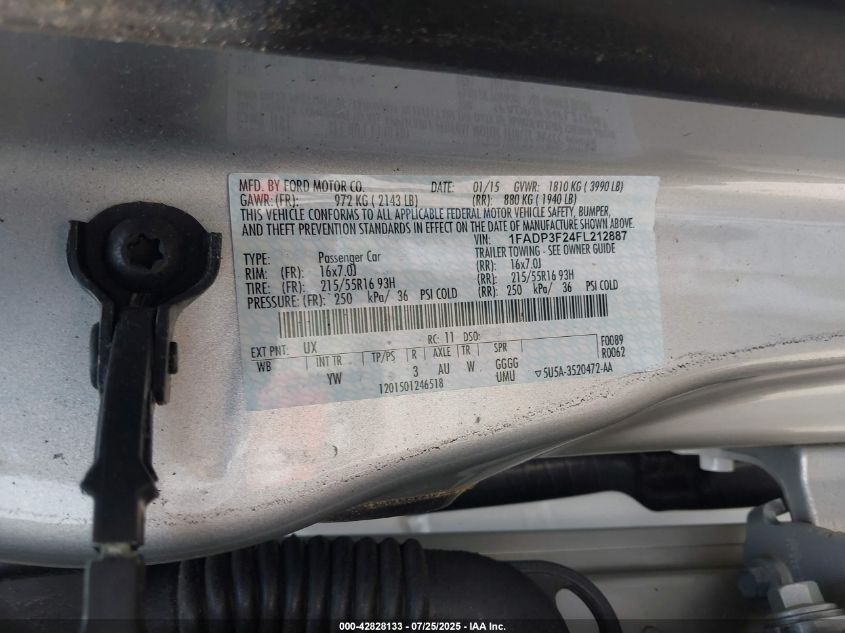 MFD. BY FORD MOTOR CO. DATE: 01/15 GVWR: 1810 KG ( 3990 LB)
GAWR: (FR): 972 KG ( 2143 LB) (RR): 880 KG ( 1940 LB)
THIS VEHICLE CONFORMS TO ALL APPLICABLE FEDERAL MOTOR VEHICLE SAFETY, BUMPER,
AND THEFT PREVENTION STANDARDS IN EFFECT ON THE DATE OF MANUFACTURE SHOWN ABOVE.
VIN: 1FADP3F24FL212887
TYPE: Passenger Car TRAILER TOWING - SEE OWNER GUIDE
RIM: (FR): 16x7.0J (RR): 16x7.0J
TIRE: (FR): 215/55R16 93H (RR): 215/55R16 93H
PRESSURE: (FR): 250 kPa/ 36 PSI COLD (RR): 250 kPa/ 36 PSI COLD
EXT PNT: UX RC: 11 DSO: F0089
WB INT TR TP/PS R AXLE TR SPR R0062
YW 3 AU W GGGG
1201501246518 UMU ▽5U5A-3520472-AA
000-42828133 - 07/25/2025 - IAA Inc.